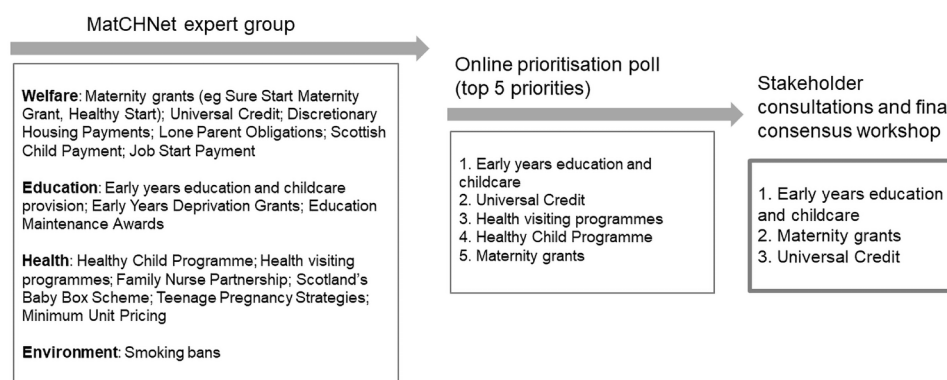 MatCHNet expert group
Welfare: Maternity grants (eg Sure Start Maternity
Grant, Healthy Start); Universal Credit; Discretionary
Housing Payments; Lone Parent Obligations; Scottish
Child Payment; Job Start Payment
Education: Early years education and childcare
provision; Early Years Deprivation Grants; Education
Maintenance Awards
Health: Healthy Child Programme; Health visiting
programmes; Family Nurse Partnership; Scotland's
Baby Box Scheme; Teenage Pregnancy Strategies;
Minimum Unit Pricing
Environment: Smoking bans
Online prioritisation poll
(top 5 priorities)
1. Early years education and
childcare
2. Universal Credit
3. Health visiting programmes
4. Healthy Child Programme
5. Maternity grants
Stakeholder
consultations and fina
consensus workshop
1. Early years education
and childcare
2. Maternity grants
3. Universal Credit